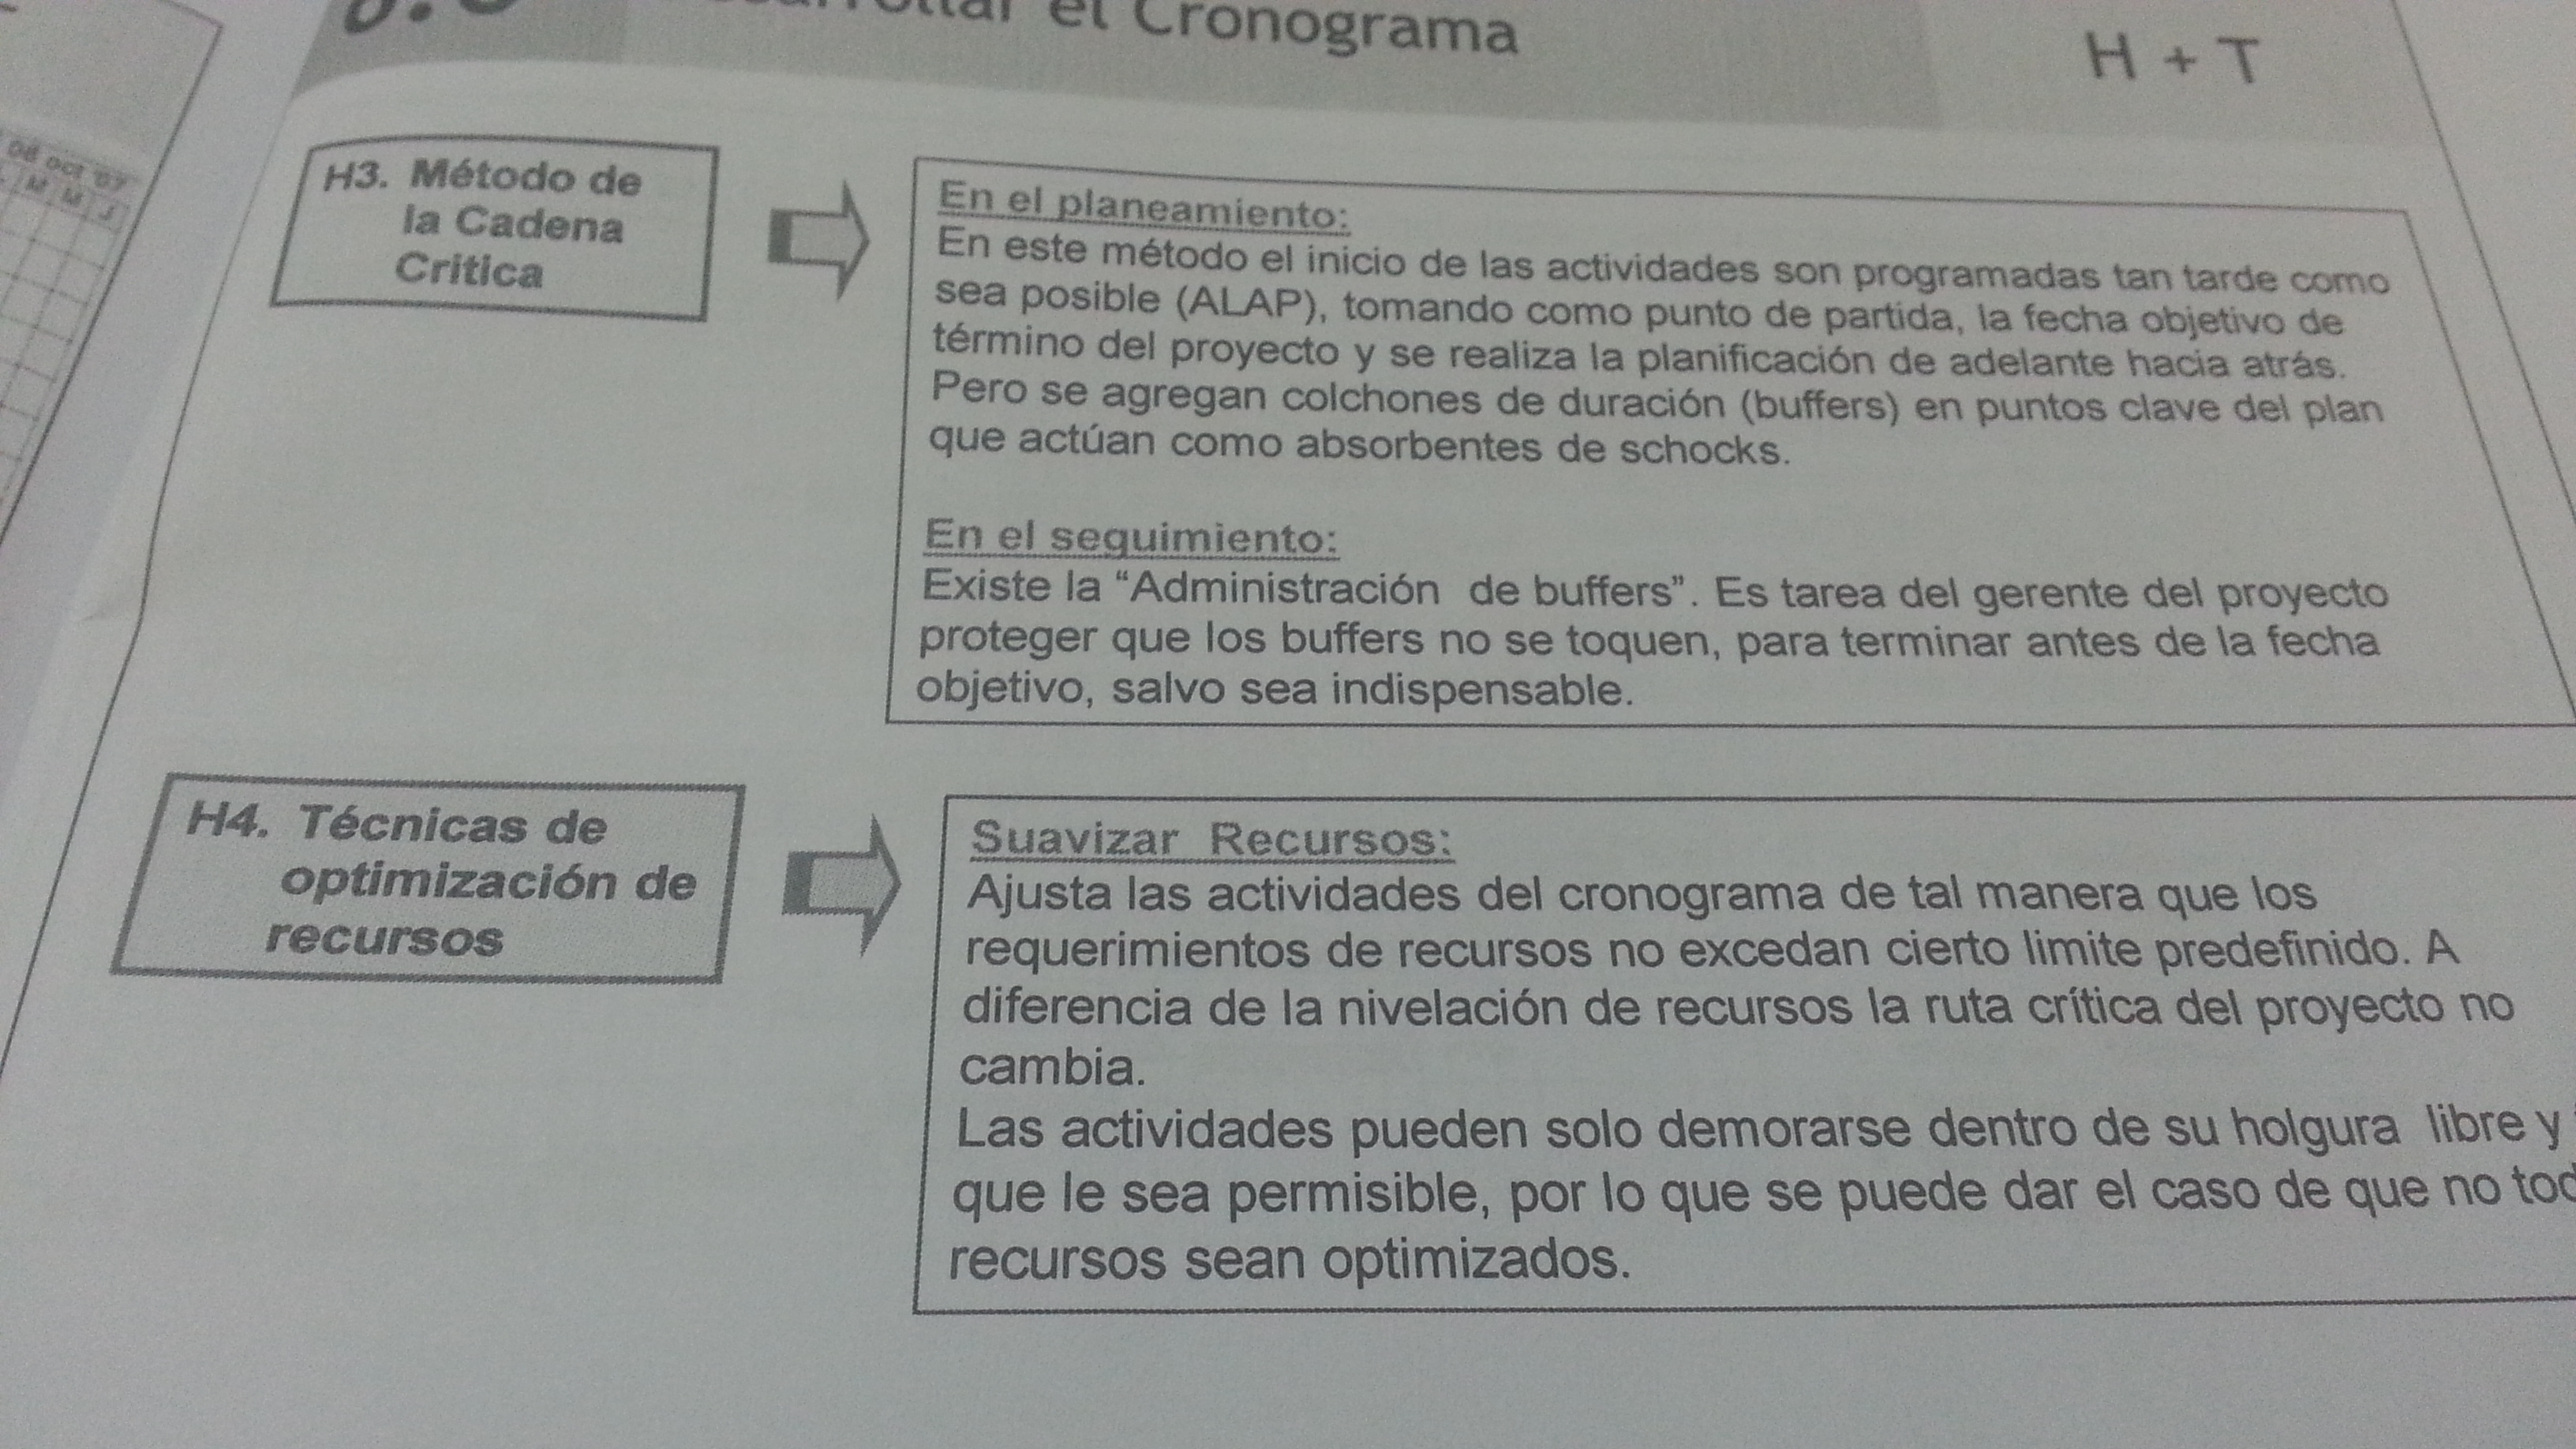 el Cronograma
H + T
08 oct '07
M M J
H3. Método de
la Cadena
Critica
En el planeamiento:
En este método el inicio de las actividades son programadas tan tarde como
sea posible (ALAP), tomando como punto de partida, la fecha objetivo de
término del proyecto y se realiza la planificación de adelante hacia atrás.
Pero se agregan colchones de duración (buffers) en puntos clave del plan
que actúan como absorbentes de schocks.
En el seguimiento:
Existe la “Administración de buffers”. Es tarea del gerente del proyecto
proteger que los buffers no se toquen, para terminar antes de la fecha
objetivo, salvo sea indispensable.
H4. Técnicas de
optimización de
recursos
Suavizar Recursos:
Ajusta las actividades del cronograma de tal manera que los
requerimientos de recursos no excedan cierto limite predefinido. A
diferencia de la nivelación de recursos la ruta crítica del proyecto no
cambia.
Las actividades pueden solo demorarse dentro de su holgura libre y
que le sea permisible, por lo que se puede dar el caso de que no
recursos sean optimizados.